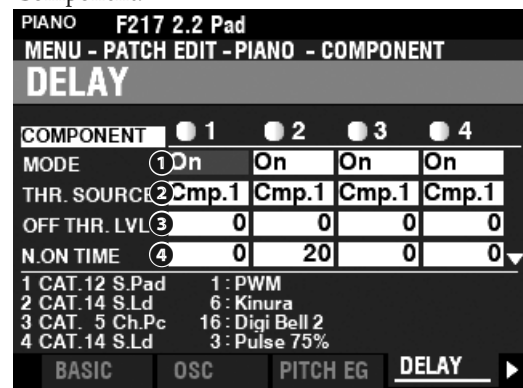 PIANO F217 2.2 Pad
MENU - PATCH EDIT - PIANO - COMPONENT
DELAY
COMPONENT 1 2 3 4
MODE 1 On On On On
THR. SOURCE 2 Cmp.1 Cmp.1 Cmp.1 Cmp.1
OFF THR. LVL 3 0 0 0 0
N.ON TIME 4 0 20 0 0
1 CAT.12 S.Pad 1 : PWM
2 CAT.14 S.Ld 6 : Kinura
3 CAT. 5 Ch.Pc 16 : Digi Bell 2
4 CAT.14 S.Ld 3 : Pulse 75%
BASIC OSC PITCH EG DELAY